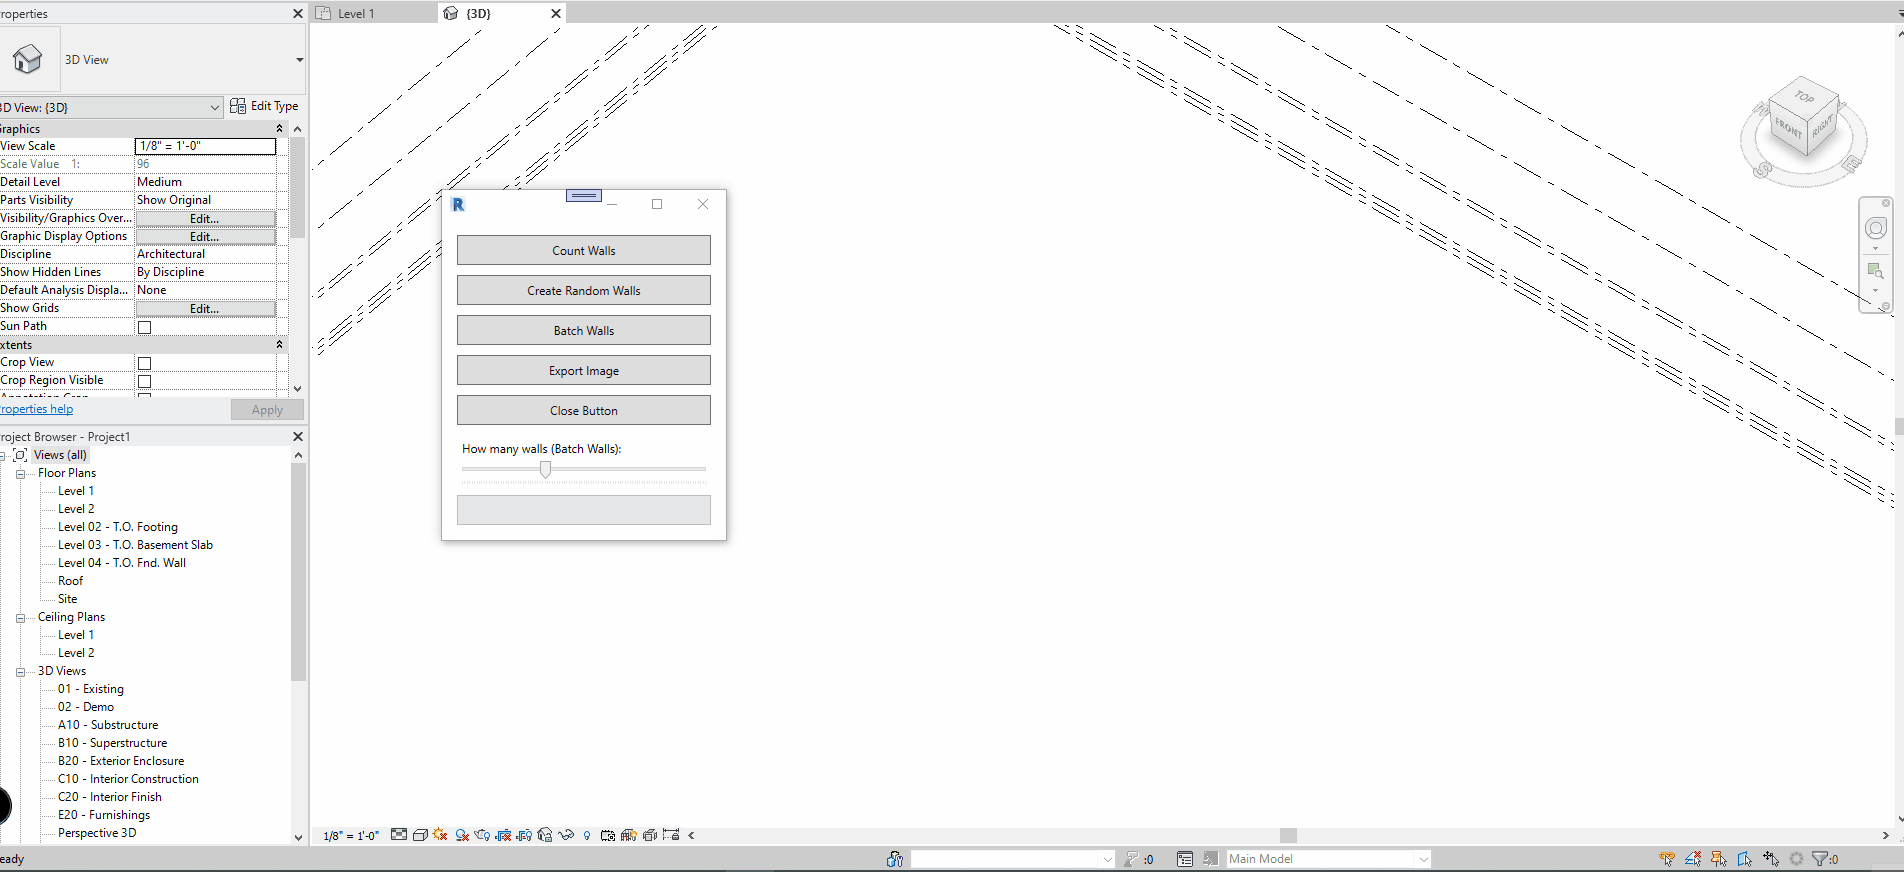 roperties
Level 1
{3D}
3D View
3D View: {3D}
Edit Type
Graphics
View Scale
1/8" = 1'-0"
Scale Value 1:
96
Detail Level
Medium
Parts Visibility
Show Original
Visibility/Graphics Over...
Edit...
Graphic Display Options
Edit...
Discipline
Architectural
Show Hidden Lines
By Discipline
Default Analysis Displa...
None
Show Grids
Edit...
Sun Path
xtents
Crop View
Crop Region Visible
Annotation Crop
roperties help
Apply
roject Browser - Project1
Views (all)
Floor Plans
Level 1
Level 2
Level 02 - T.O. Footing
Level 03 - T.O. Basement Slab
Level 04 - T.O. Fnd. Wall
Roof
Site
Ceiling Plans
Level 1
Level 2
3D Views
01 - Existing
02 - Demo
A10 - Substructure
B10 - Superstructure
B20 - Exterior Enclosure
C10 - Interior Construction
C20 - Interior Finish
E20 - Furnishings
Perspective 3D
R
Count Walls
Create Random Walls
Batch Walls
Export Image
Close Button
How many walls (Batch Walls):
TOP
FRONT
RIGHT
S
E
1/8" = 1'-0"
eady
:0
Main Model
:0